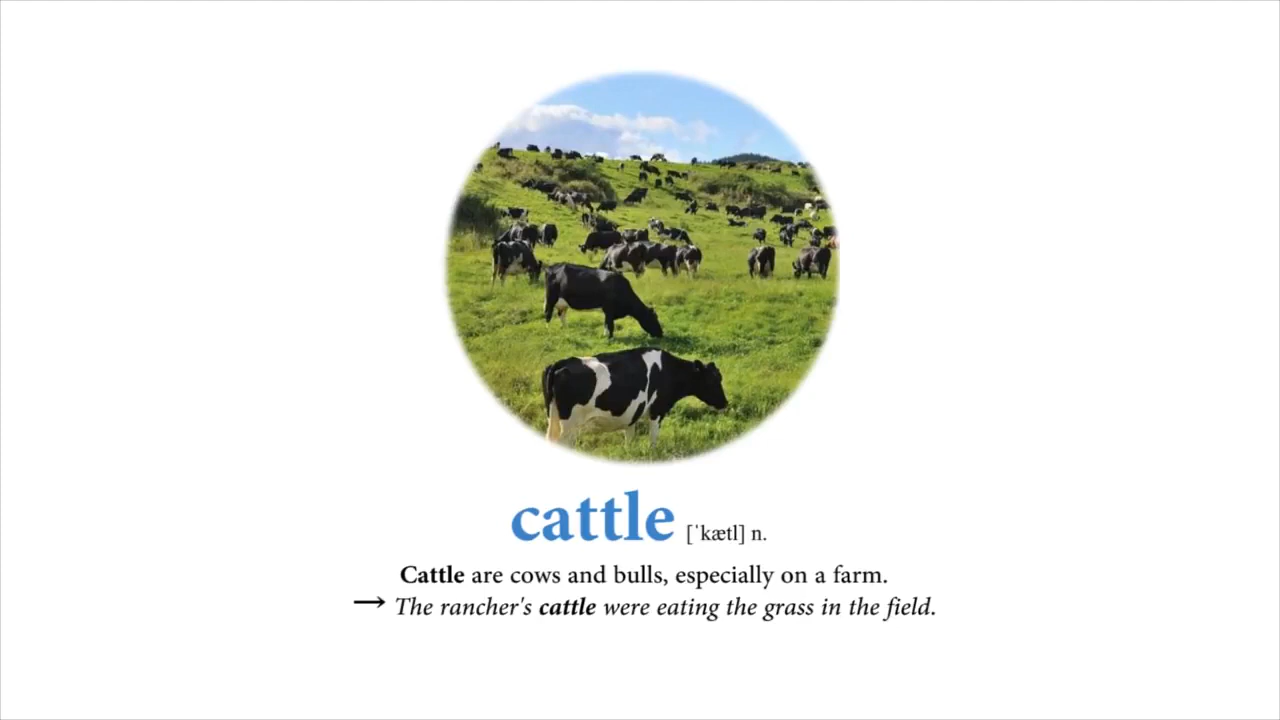 cattle [ˈkætl] n.
Cattle are cows and bulls, especially on a farm.
→ The rancher's cattle were eating the grass in the field.